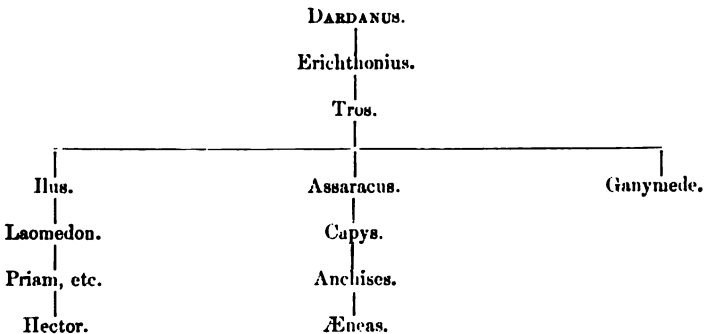 DARDANUS.
Erichthonius.
Tros.
Ilus. Assaracus. Ganymede.
Laomedon. Capys.
Priam, etc. Anchises.
Hector. Æneas.